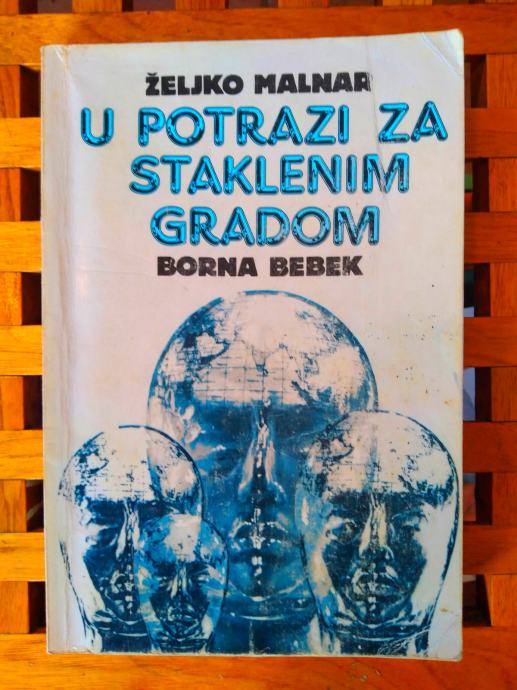 ŽELJKO MALNAR
U POTRAZI ZA
STAKLENIM
GRADOM
BORNA BEBEK